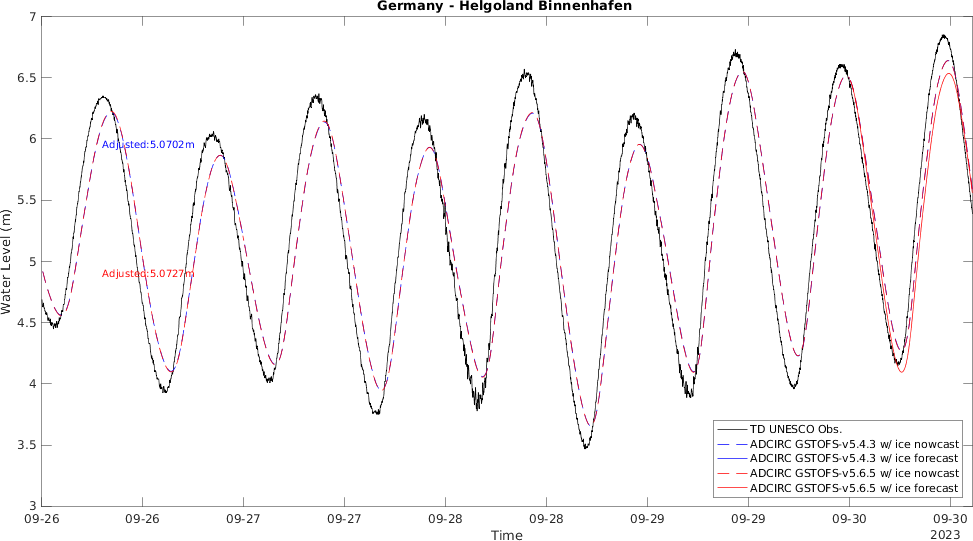 Germany - Helgoland Binnenhafen
7
6.5
6
5.5
5
4.5
4
3.5
3
Water Level (m)
Adjusted:5.0702m
Adjusted:5.0727m
TD UNESCO Obs.
ADCIRC GSTOFS-v5.4.3 w/ ice nowcast
ADCIRC GSTOFS-v5.4.3 w/ ice forecast
ADCIRC GSTOFS-v5.6.5 w/ ice nowcast
ADCIRC GSTOFS-v5.6.5 w/ ice forecast
09-26 09-26 09-27 09-27 09-28 09-28 09-29 09-29 09-30 09-30
2023
Time